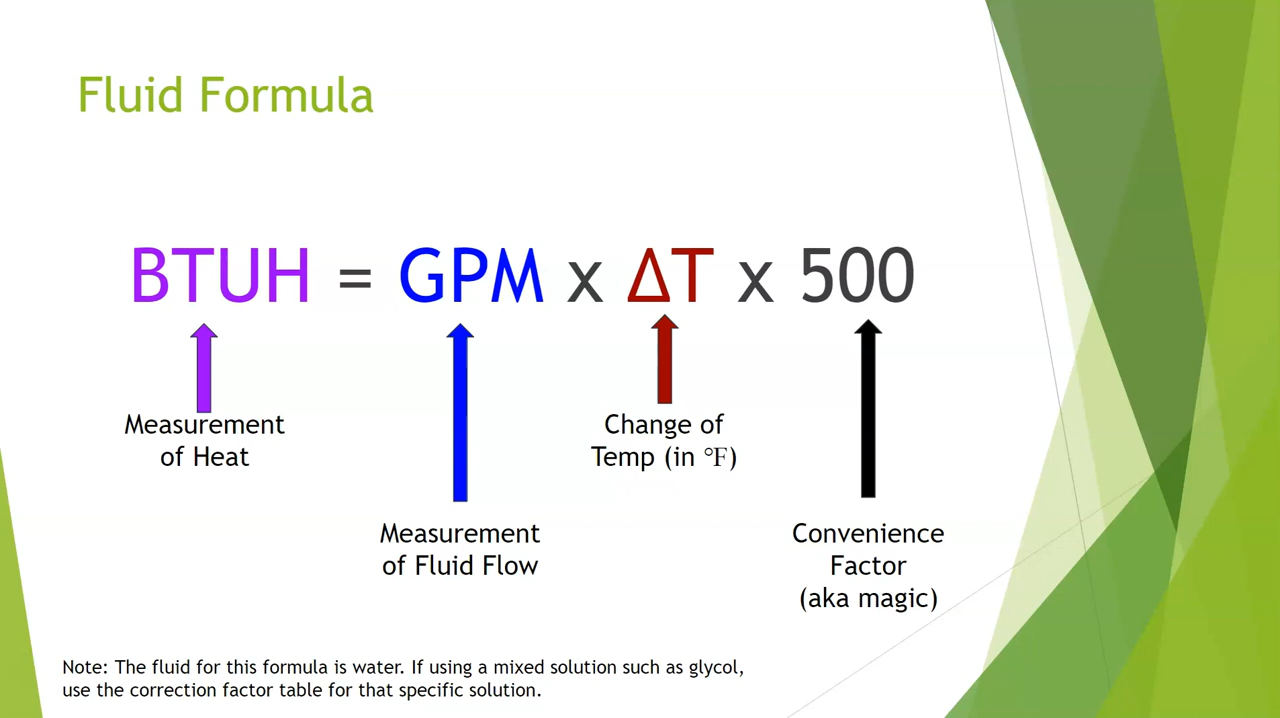 Fluid Formula
BTUH = GPM x ΔT x 500
Measurement
of Heat
Change of
Temp (in °F)
Measurement
of Fluid Flow
Convenience
Factor
(aka magic)
Note: The fluid for this formula is water. If using a mixed solution such as glycol,
use the correction factor table for that specific solution.